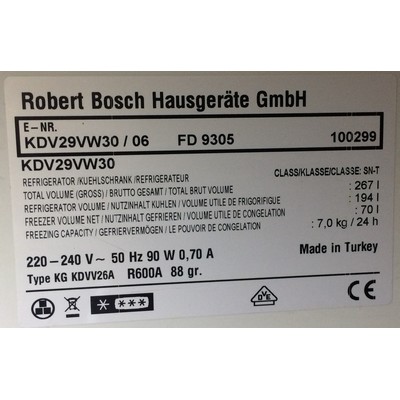 Robert Bosch Hausgeräte GmbH
E-NR.
KDV29VW30 / 06 FD 9305 100299
KDV29VW30
REFRIGERATOR /KUEHLSCHRANK /REFRIGERATEUR CLASS/KLASSE/CLASSE: SN-T
TOTAL VOLUME (GROSS) / BRUTTO GESAMT / TOTAL BRUT VOLUME : 267 l
REFRIGERATOR NET VOLUME / NUTZINHALT KUHLEN / VOLUME UTILE DE FRIGORIFIGUE : 194 l
FREEZER VOLUME NET / NUTZINHALT GEFRIEREN / VOLUME UTILE DE CONGELATION : 70 l
FREEZING CAPACITY / GEFRIERVERMÖGEN / CAPACITE DE CONGELATION : 7,0 kg / 24 h
220-240 V ~ 50 Hz 90 W 0,70 A Made in Turkey
Type KG KDVV26A R600A 88 gr.
* *** VDE CE